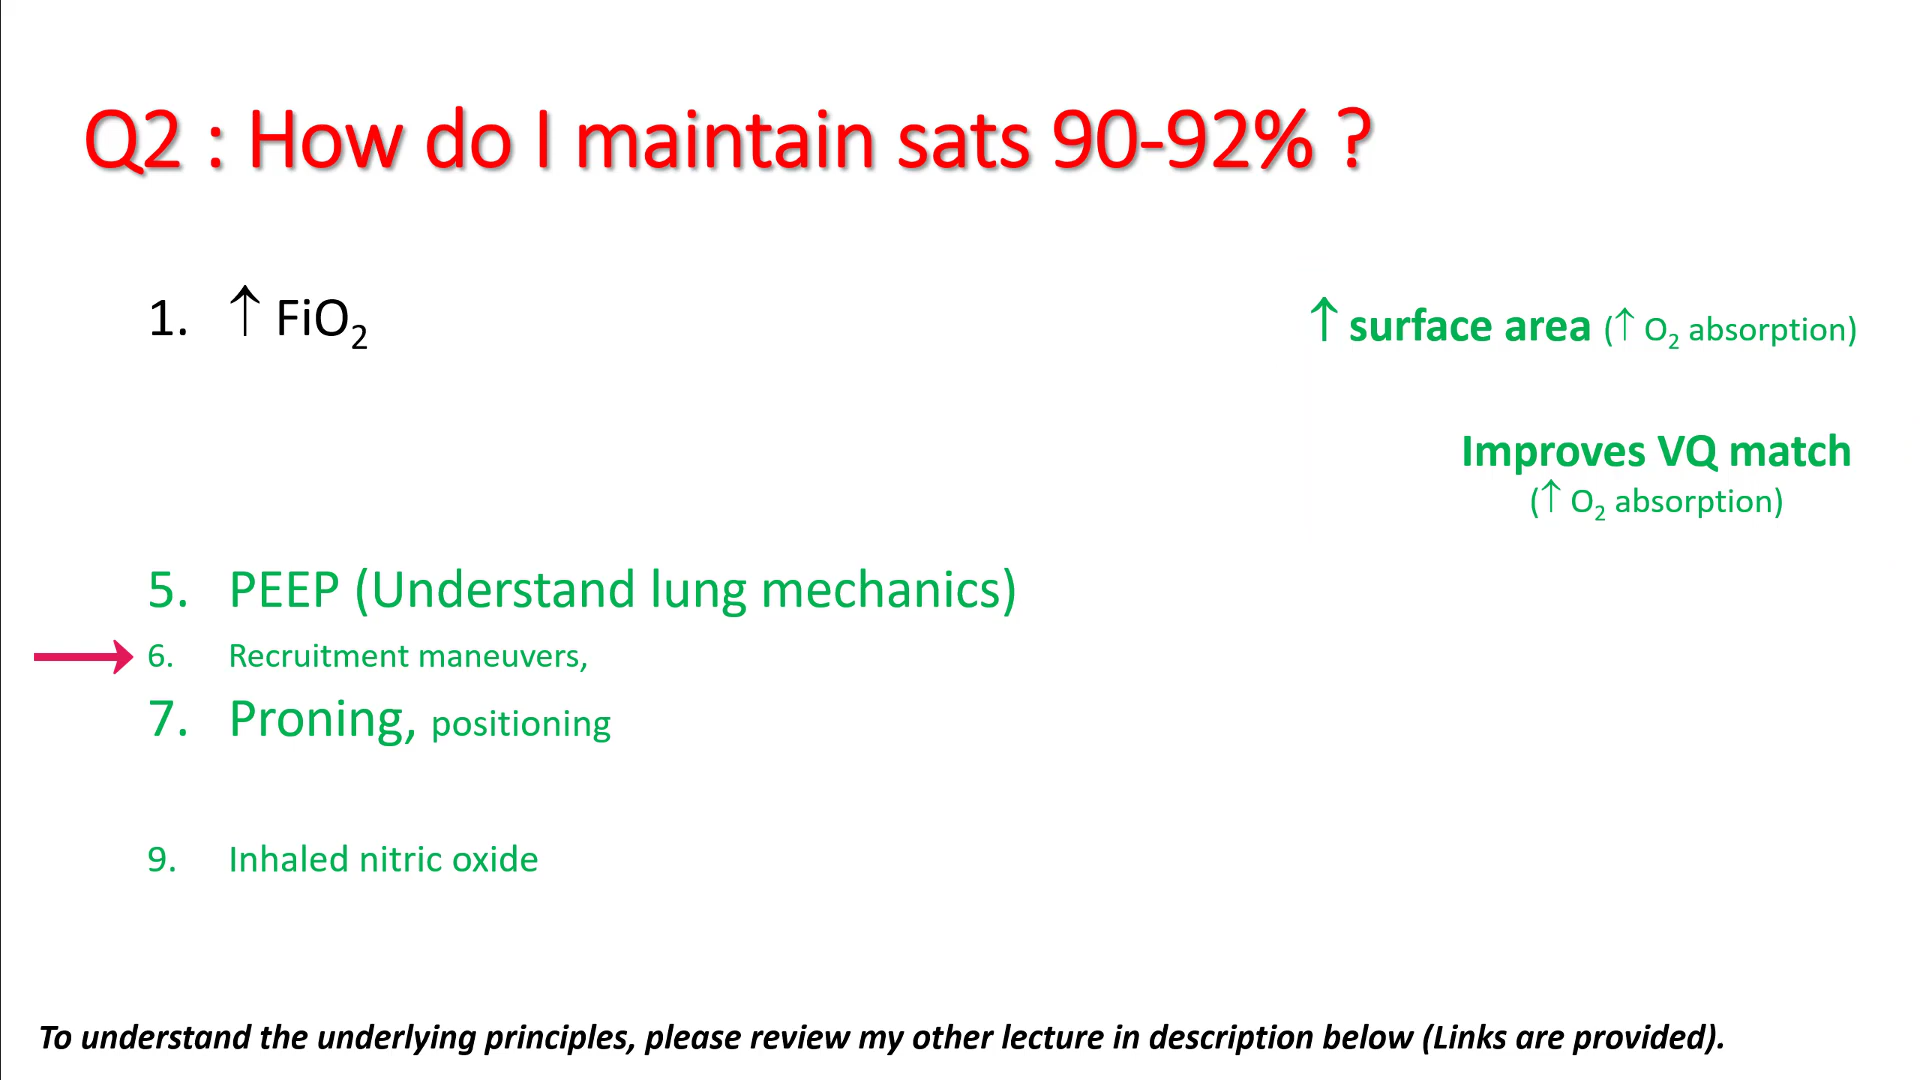 Q2 : How do I maintain sats 90-92% ?
1. ↑ FiO₂
↑ surface area (↑ O₂ absorption)
Improves VQ match
(↑ O₂ absorption)
5. PEEP (Understand lung mechanics)
6. Recruitment maneuvers,
7. Proning, positioning
9. Inhaled nitric oxide
To understand the underlying principles, please review my other lecture in description below (Links are provided).